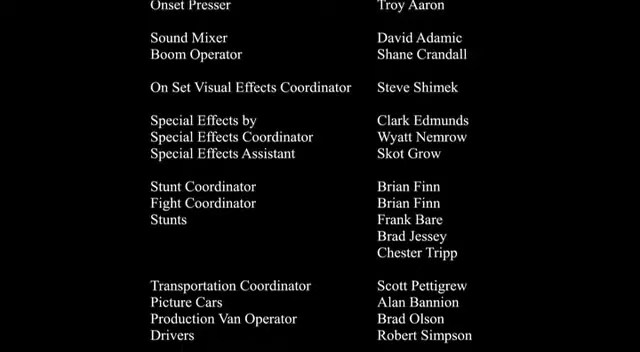 Onset Presser Troy Aaron
Sound Mixer David Adamic
Boom Operator Shane Crandall
On Set Visual Effects Coordinator Steve Shimek
Special Effects by Clark Edmunds
Special Effects Coordinator Wyatt Nemrow
Special Effects Assistant Skot Grow
Stunt Coordinator Brian Finn
Fight Coordinator Brian Finn
Stunts Frank Bare
Brad Jessey
Chester Tripp
Transportation Coordinator Scott Pettigrew
Picture Cars Alan Bannion
Production Van Operator Brad Olson
Drivers Robert Simpson